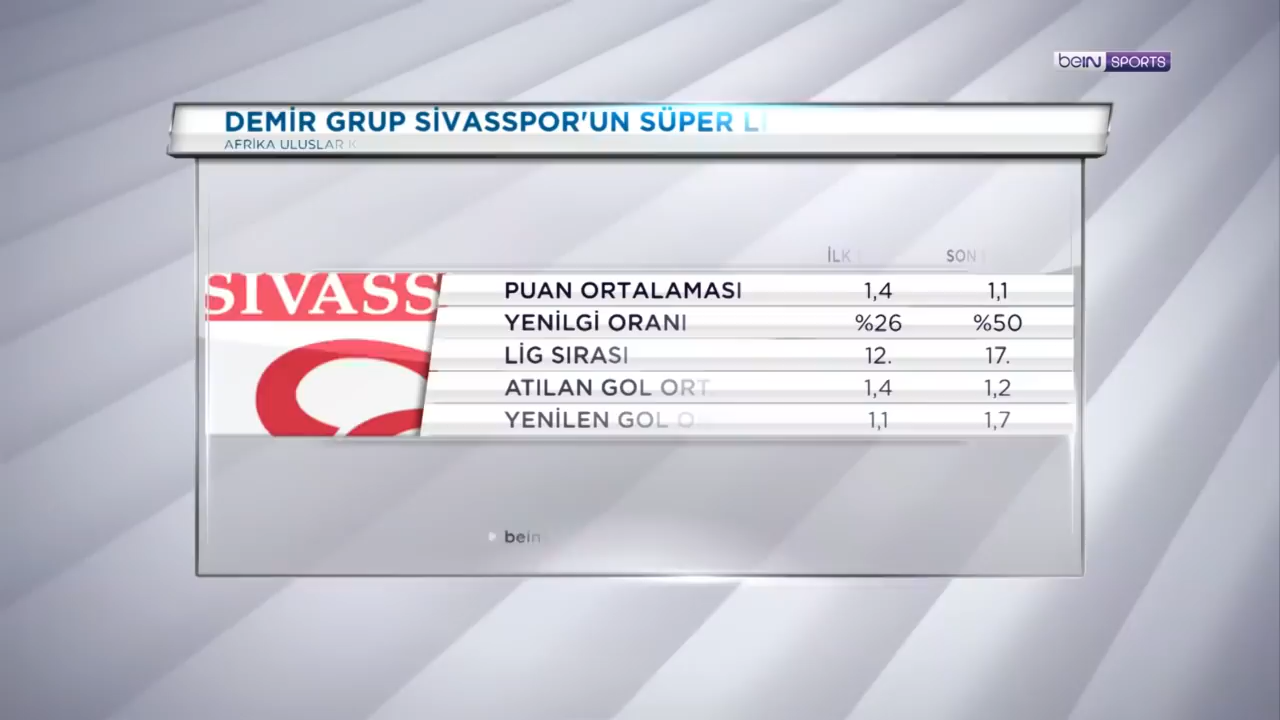 beIN SPORTS
DEMİR GRUP SİVASSPOR'UN SÜPER
AFRİKA ULUSLAR
İLK SON
SIVASS
PUAN ORTALAMASI 1,4 1,1
YENİLGİ ORANI %26 %50
LİG SIRASI 12. 17.
ATILAN GOL ORT 1,4 1,2
YENİLEN GOL 1,1 1,7
bein